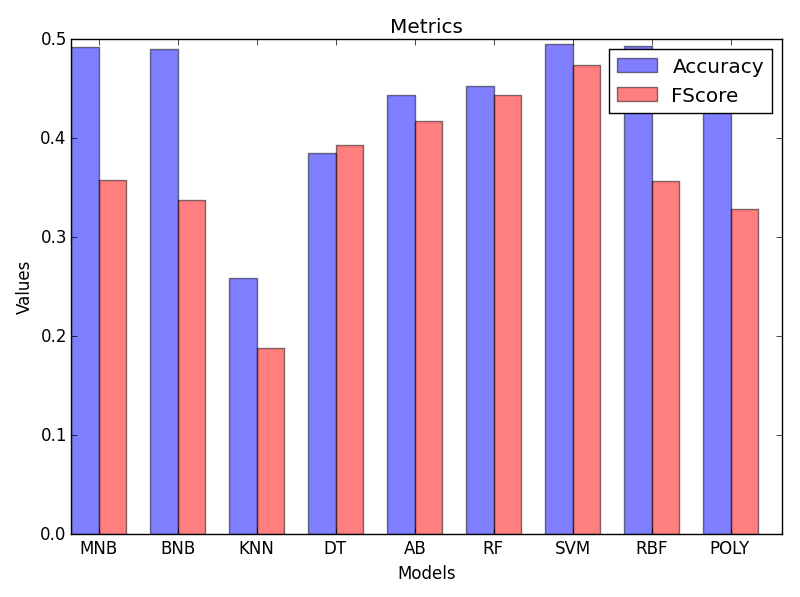 Metrics
0.5
Accuracy
FScore
0.4
0.3
Values
0.2
0.1
0.0
MNB BNB KNN DT AB RF SVM RBF POLY
Models